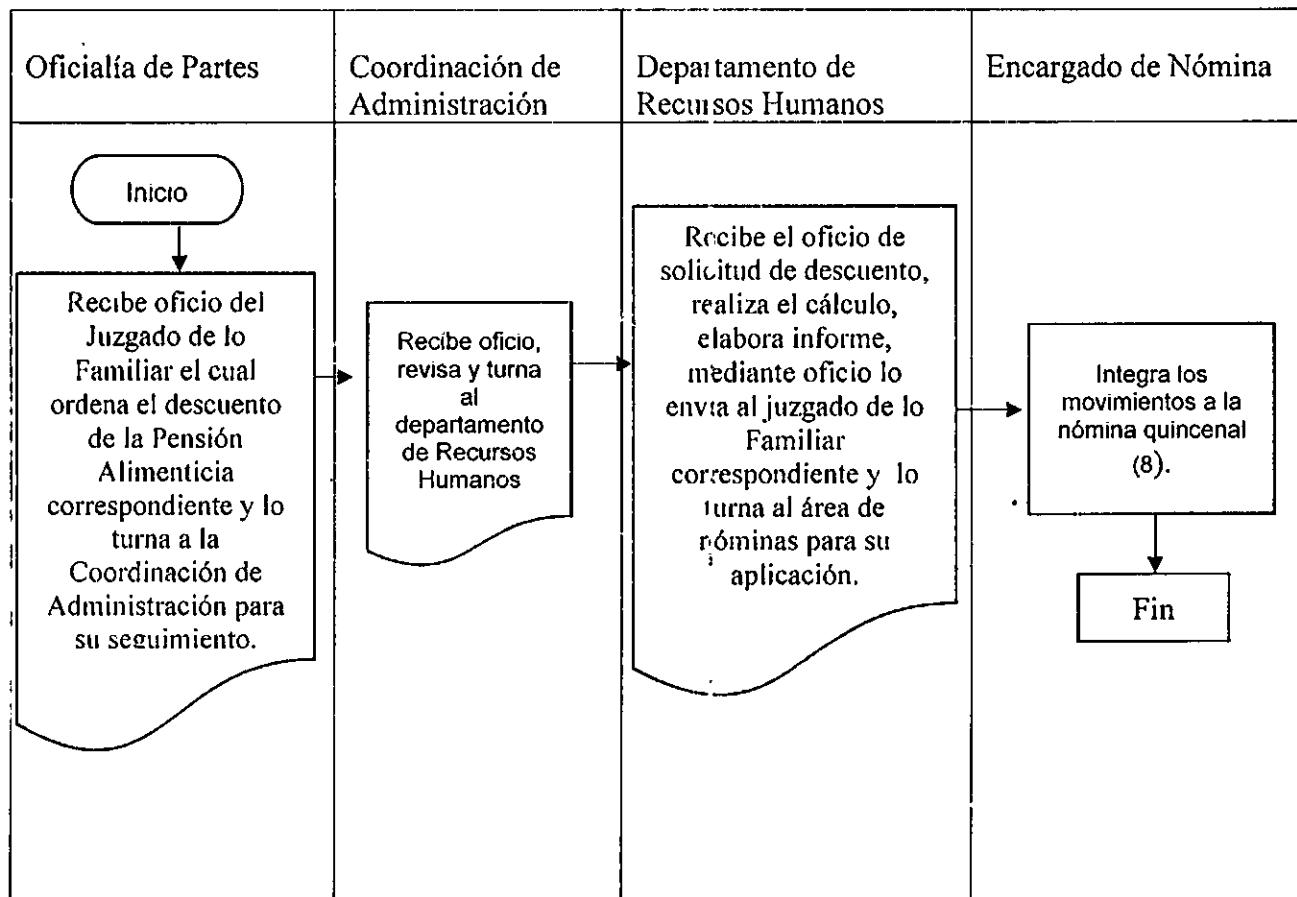 Oficialía de Partes
Coordinación de
Administración
Departamento de
Recursos Humanos
Encargado de Nómina
Inicio
Recibe oficio del
Juzgado de lo
Familiar el cual
ordena el descuento
de la Pensión
Alimenticia
correspondiente y lo
turna a la
Coordinación de
Administración para
su seguimiento.
Recibe oficio,
revisa y turna
al
departamento
de Recursos
Humanos
Recibe el oficio de
solicitud de descuento,
realiza el cálculo,
elabora informe,
mediante oficio lo
envía al juzgado de lo
Familiar
correspondiente y lo
turna al área de
nóminas para su
aplicación.
Integra los
movimientos a la
nómina quincenal
(8).
Fin